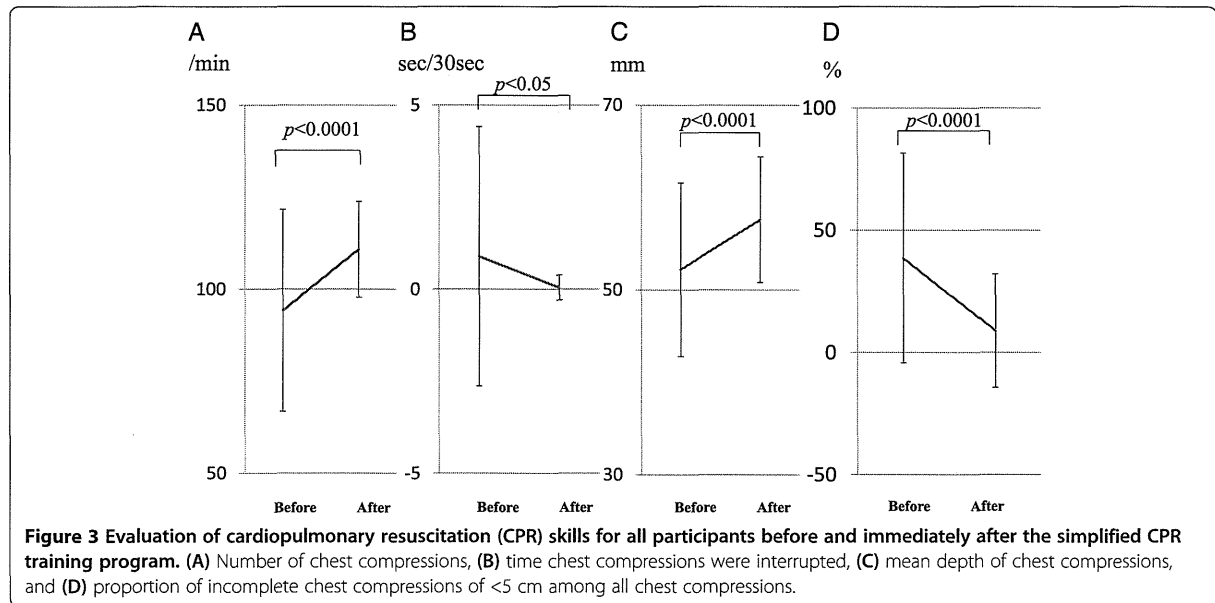 A
/min
150
p<0.0001
100
50
Before After
B
sec/30sec
p<0.05
5
0
-5
Before After
C
mm
70
p<0.0001
50
30
Before After
D
%
100
p<0.0001
50
0
-50
Before After
Figure 3 Evaluation of cardiopulmonary resuscitation (CPR) skills for all participants before and immediately after the simplified CPR
training program. (A) Number of chest compressions, (B) time chest compressions were interrupted, (C) mean depth of chest compressions,
and (D) proportion of incomplete chest compressions of <5 cm among all chest compressions.